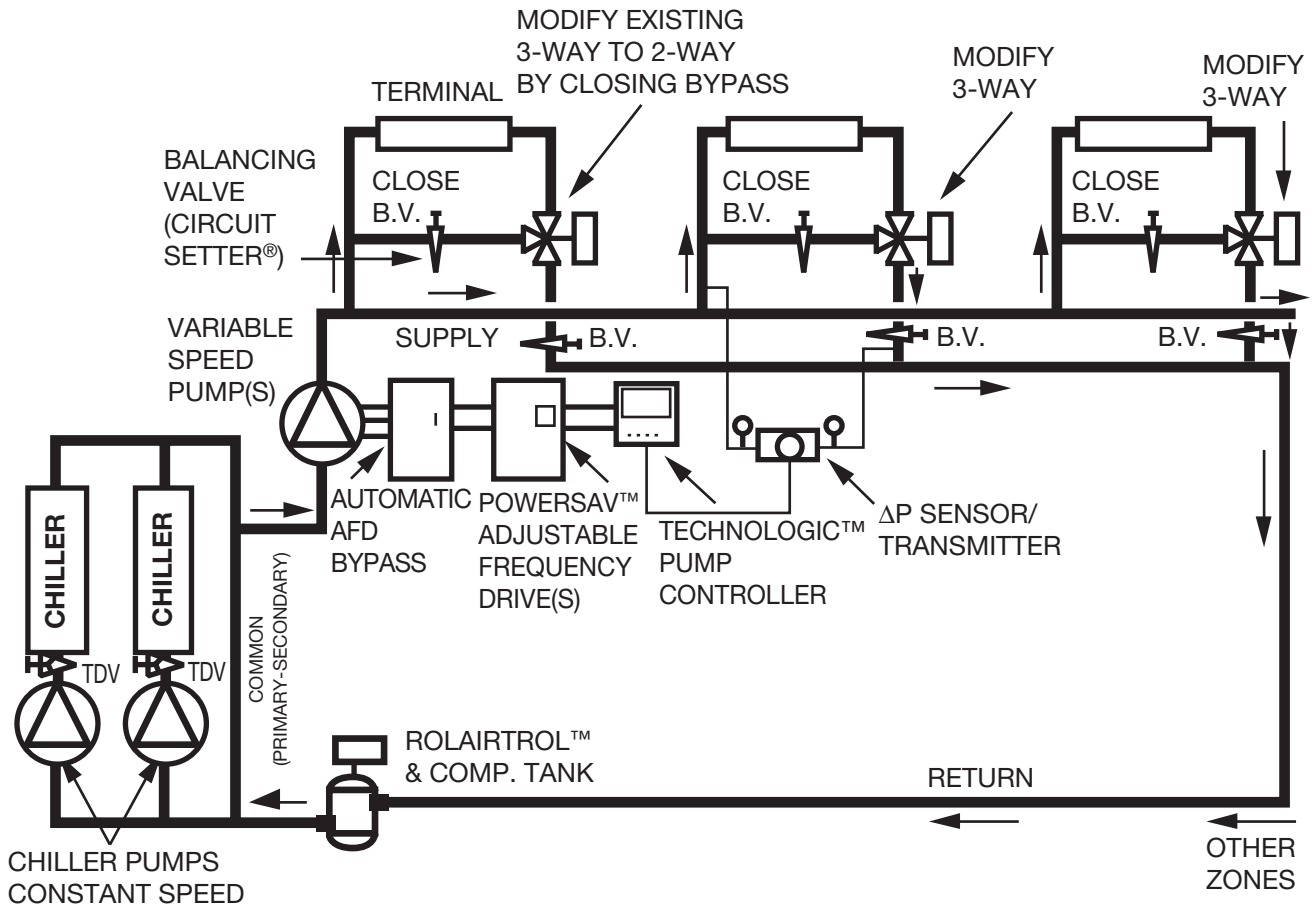 MODIFY EXISTING
3-WAY TO 2-WAY
BY CLOSING BYPASS
MODIFY
3-WAY
MODIFY
3-WAY
TERMINAL
BALANCING
VALVE
(CIRCUIT
SETTER®)
CLOSE
B.V.
CLOSE
B.V.
CLOSE
B.V.
VARIABLE
SPEED
PUMP(S)
SUPPLY
B.V.
B.V.
B.V.
AUTOMATIC
AFD
BYPASS
POWERSAV™
ADJUSTABLE
FREQUENCY
DRIVE(S)
TECHNOLOGIC™
PUMP
CONTROLLER
ΔP SENSOR/
TRANSMITTER
CHILLER
CHILLER
TDV
TDV
COMMON
(PRIMARY-SECONDARY)
ROLAIRTROL™
& COMP. TANK
RETURN
CHILLER PUMPS
CONSTANT SPEED
OTHER
ZONES